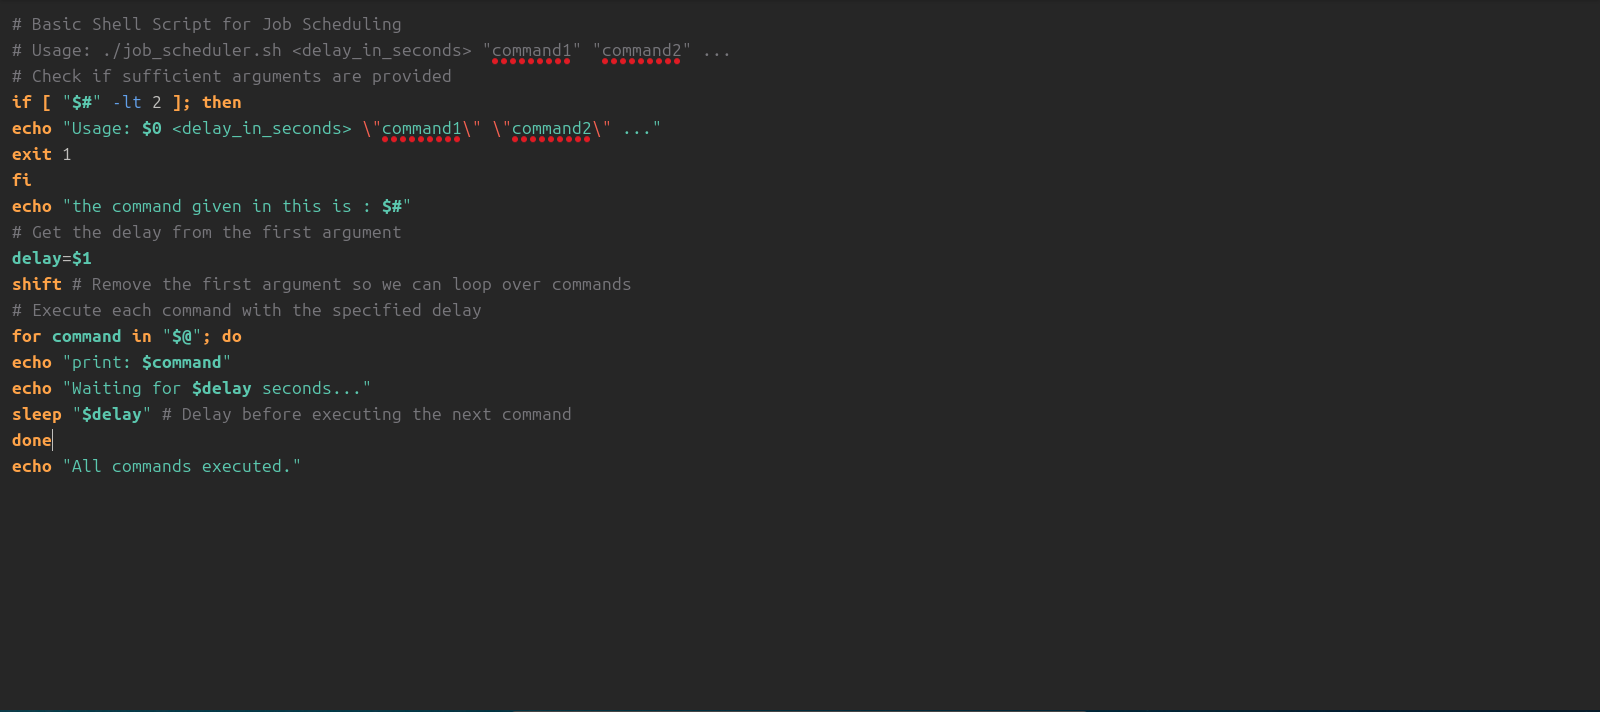 # Basic Shell Script for Job Scheduling
# Usage: ./job_scheduler.sh <delay_in_seconds> "command1" "command2" ...
# Check if sufficient arguments are provided
if [ "$#" -lt 2 ]; then
echo "Usage: $0 <delay_in_seconds> \"command1\" \"command2\" ..."
exit 1
fi
echo "the command given in this is : $#"
# Get the delay from the first argument
delay=$1
shift # Remove the first argument so we can loop over commands
# Execute each command with the specified delay
for command in "$@"; do
echo "print: $command"
echo "Waiting for $delay seconds..."
sleep "$delay" # Delay before executing the next command
done
echo "All commands executed."